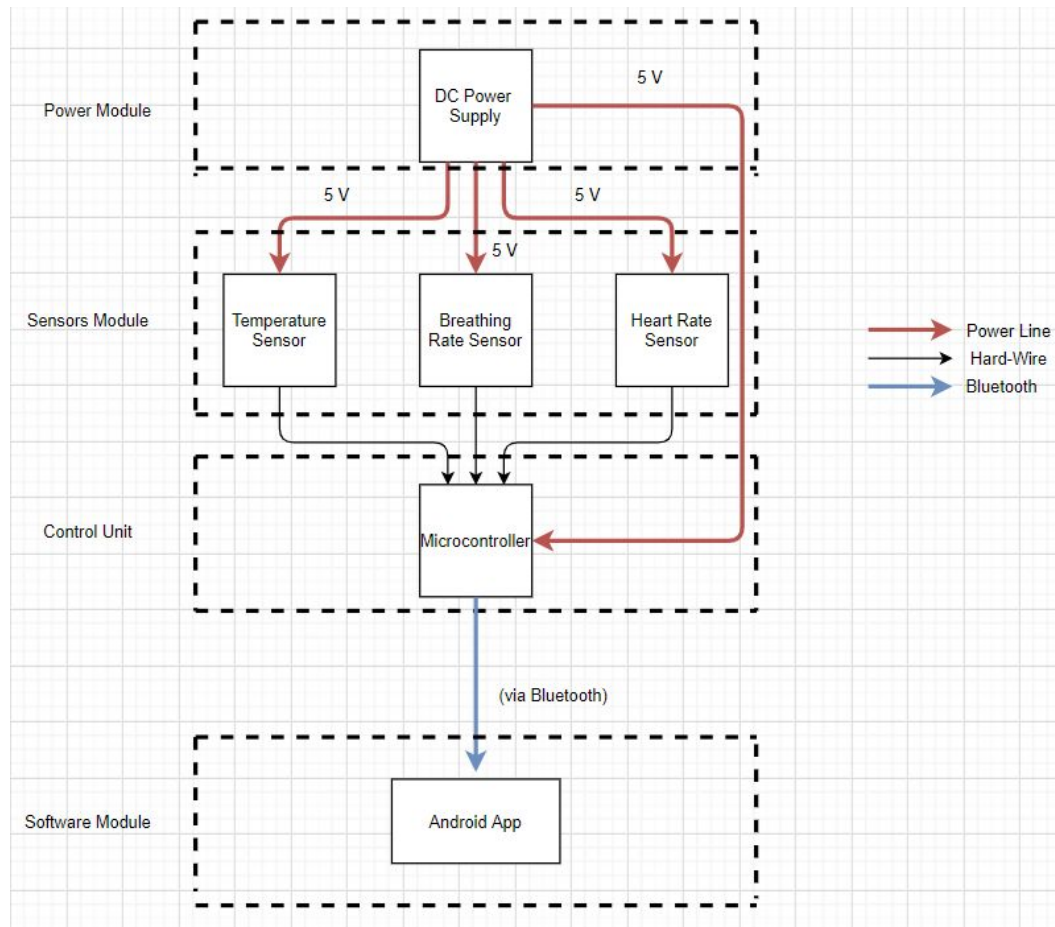 5 V
DC Power
Supply
Power Module
5 V
5 V
5 V
Temperature
Sensor
Breathing
Rate Sensor
Heart Rate
Sensor
Sensors Module
Power Line
Hard-Wire
Bluetooth
Control Unit
Microcontroller
(via Bluetooth)
Software Module
Android App